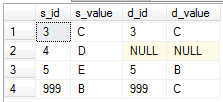 s_id s_value d_id d_value
1 3 C 3 C
2 4 D NULL NULL
3 5 E 5 B
4 999 B 999 C